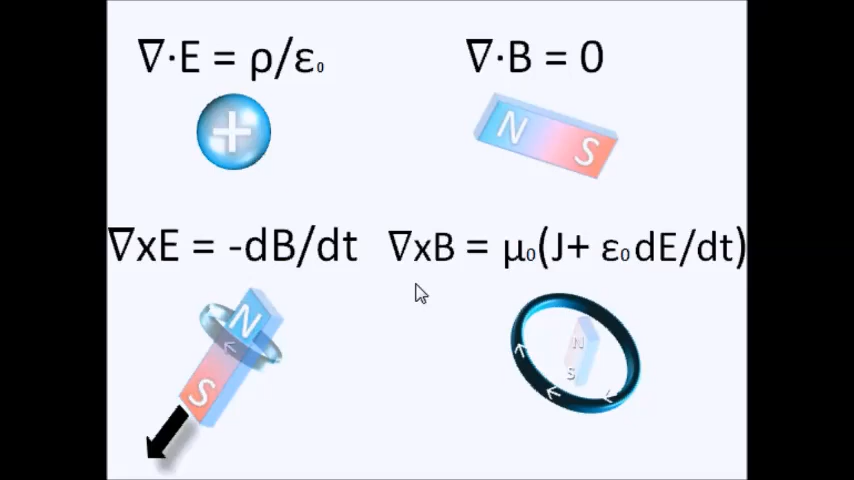 ∇·E = ρ/ε₀
∇·B = 0
+
N
S
∇xE = -dB/dt
∇xB = μ₀(J+ ε₀dE/dt)
N
S
N
S